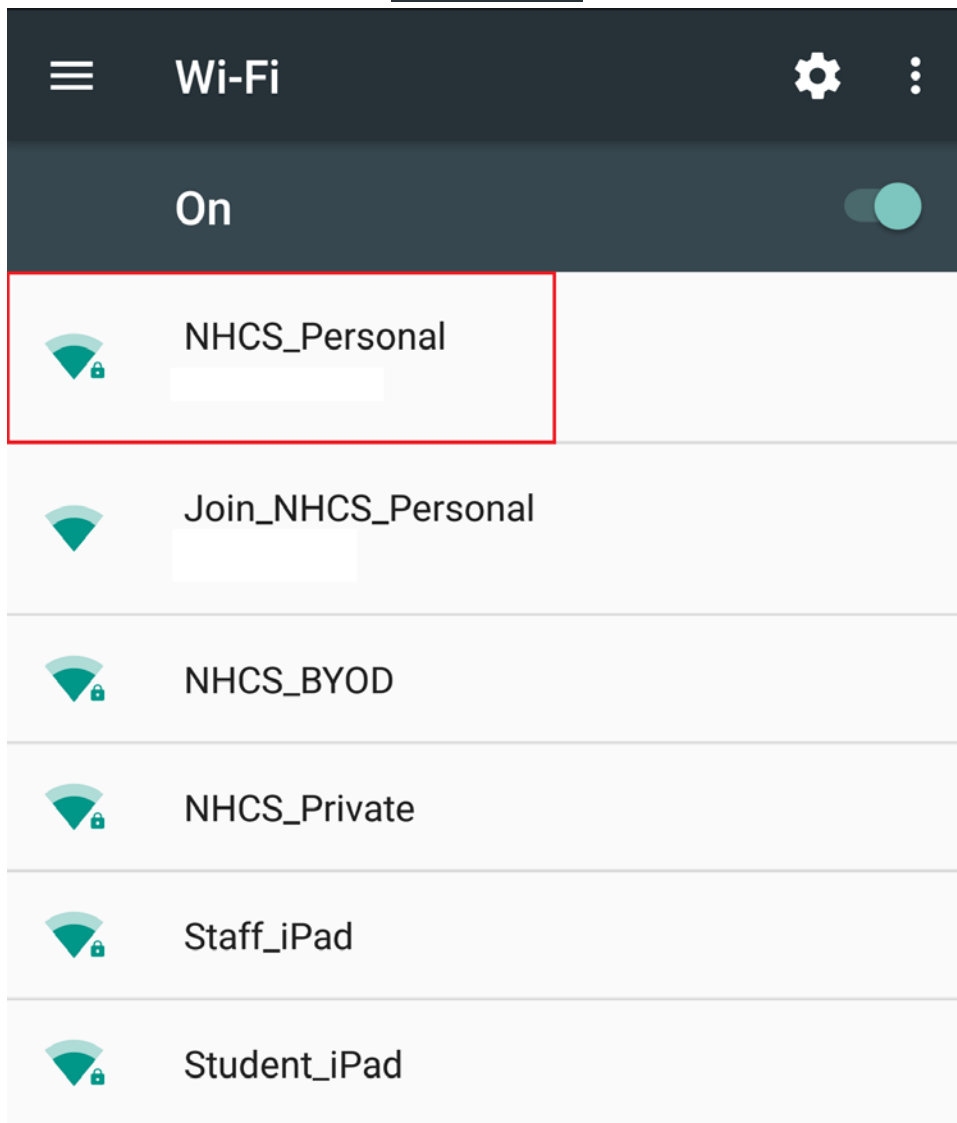 Wi-Fi
On
NHCS_Personal
Join_NHCS_Personal
NHCS_BYOD
NHCS_Private
Staff_iPad
Student_iPad